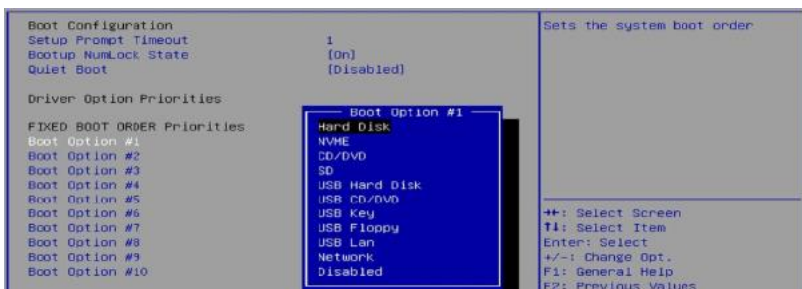 Boot Configuration
Setup Prompt Timeout 1
Bootup NumLock State [On]
Quiet Boot [Disabled]
Driver Option Priorities
FIXED BOOT ORDER Priorities
Boot Option #1
Boot Option #2
Boot Option #3
Boot Option #4
Boot Option #5
Boot Option #6
Boot Option #7
Boot Option #8
Boot Option #9
Boot Option #10
Boot Option #1
Hard Disk
NVME
CD/DVD
SD
USB Hard Disk
USB CD/DVD
USB Key
USB Floppy
USB Lan
Network
Disabled
Sets the system boot order
→←: Select Screen
↑↓: Select Item
Enter: Select
+/-: Change Opt.
F1: General Help
F2: Previous Values